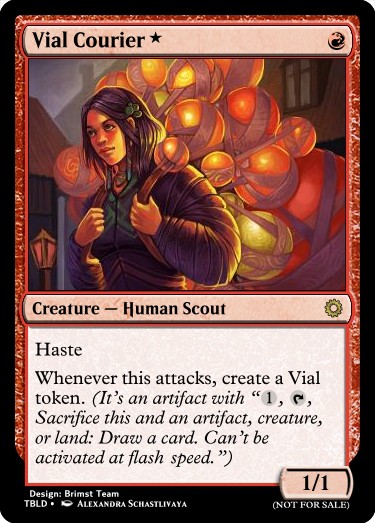 Vial Courier ★
Creature — Human Scout
Haste
Whenever this attacks, create a Vial
token. (It's an artifact with “1, T,
Sacrifice this and an artifact, creature,
or land: Draw a card. Can't be
activated at flash speed.”)
1/1
Design: Brimst Team
TBLD • Alexandra Schastlivaya
(NOT FOR SALE)